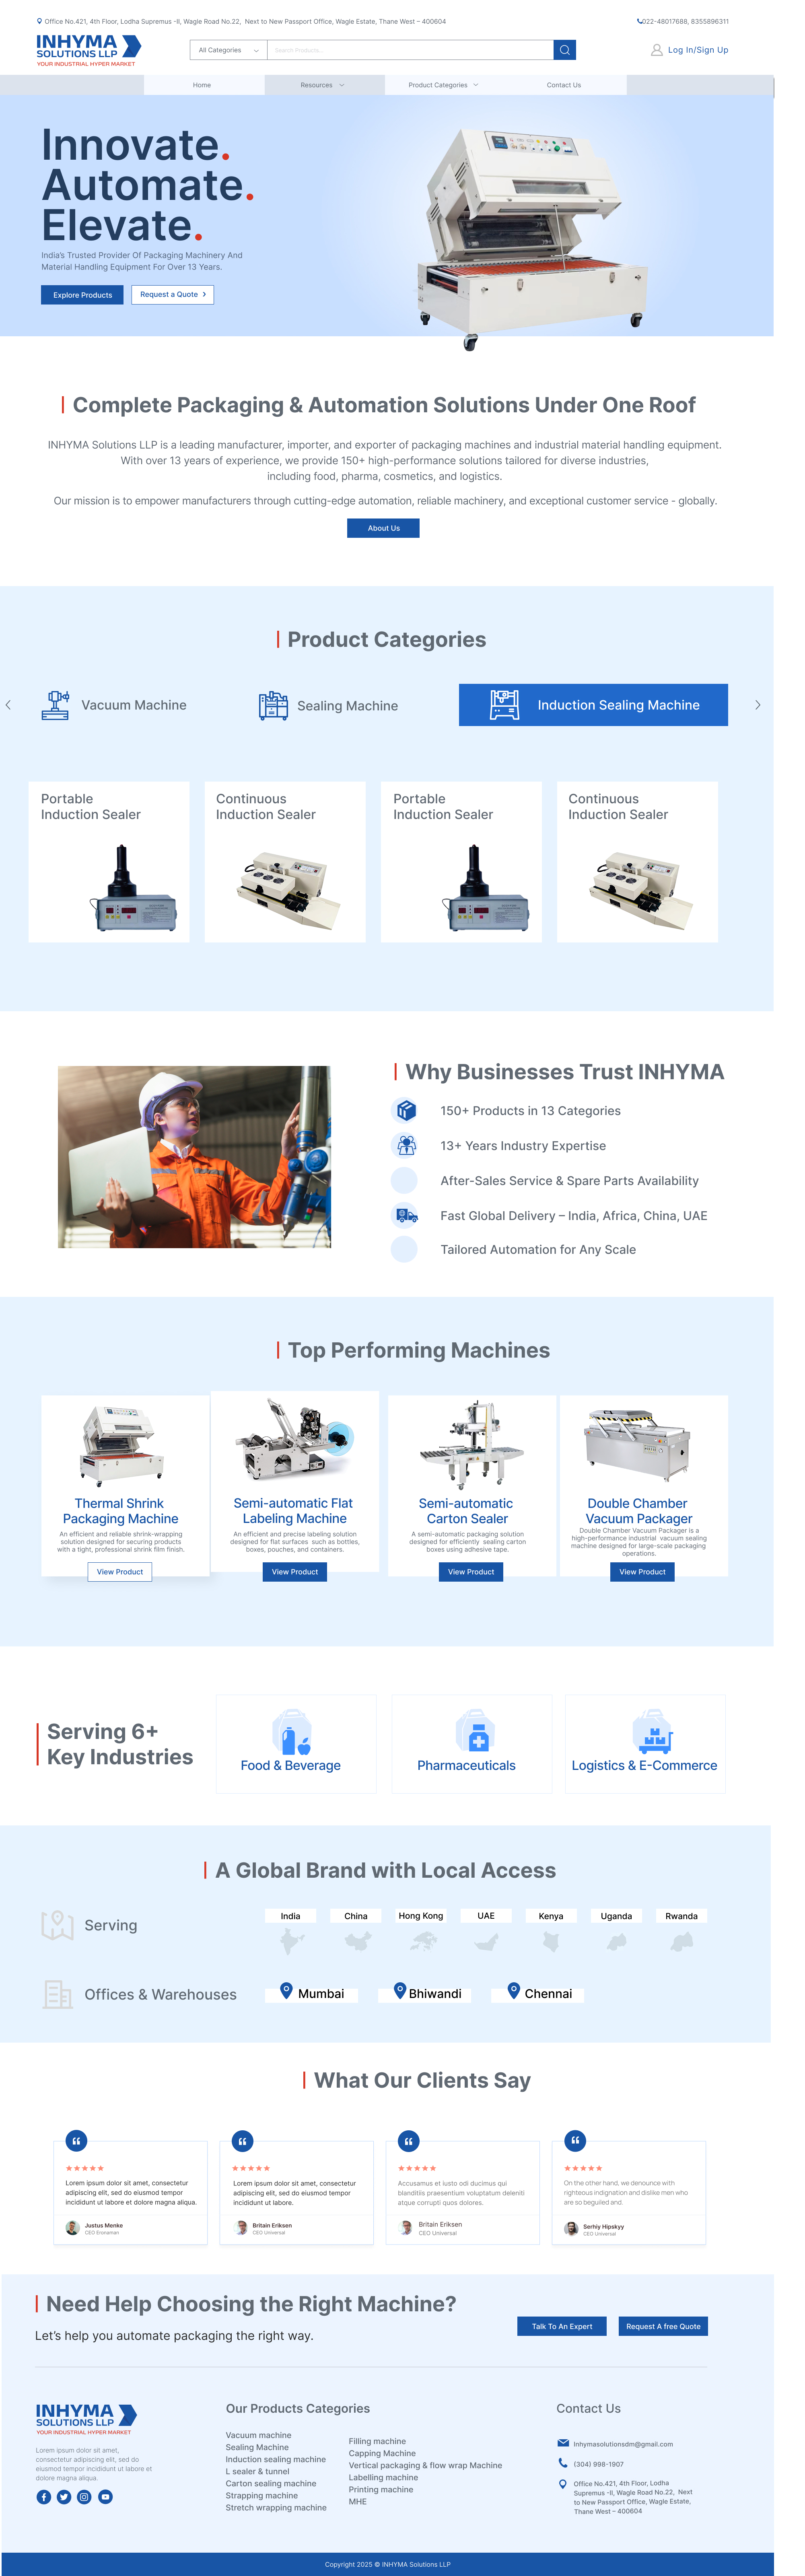 Office No.421, 4th Floor, Lodha Supremus -II, Wagle Road No.22, Next to New Passport Office, Wagle Estate, Thane West – 400604
022-48017688, 8355896311
INHYMA
SOLUTIONS LLP
YOUR INDUSTRIAL HYPER MARKET
All Categories
Search Products...
Log In/Sign Up
Home
Resources
Product Categories
Contact Us
Innovate.
Automate.
Elevate.
India's Trusted Provider Of Packaging Machinery And
Material Handling Equipment For Over 13 Years.
Explore Products
Request a Quote
Complete Packaging & Automation Solutions Under One Roof
INHYMA Solutions LLP is a leading manufacturer, importer, and exporter of packaging machines and industrial material handling equipment.
With over 13 years of experience, we provide 150+ high-performance solutions tailored for diverse industries,
including food, pharma, cosmetics, and logistics.
Our mission is to empower manufacturers through cutting-edge automation, reliable machinery, and exceptional customer service - globally.
About Us
Product Categories
Vacuum Machine
Sealing Machine
Induction Sealing Machine
Portable
Induction Sealer
Continuous
Induction Sealer
Portable
Induction Sealer
Continuous
Induction Sealer
Why Businesses Trust INHYMA
150+ Products in 13 Categories
13+ Years Industry Expertise
After-Sales Service & Spare Parts Availability
Fast Global Delivery – India, Africa, China, UAE
Tailored Automation for Any Scale
Top Performing Machines
Thermal Shrink
Packaging Machine
An efficient and reliable shrink-wrapping
solution designed for securing products
with a tight, professional shrink film finish.
View Product
Semi-automatic Flat
Labeling Machine
An efficient and precise labeling solution
designed for flat surfaces such as bottles,
boxes, pouches, and containers.
View Product
Semi-automatic
Carton Sealer
A semi-automatic packaging solution
designed for efficiently sealing carton
boxes using adhesive tape.
View Product
Double Chamber
Vacuum Packager
Double Chamber Vacuum Packager is a
high-performance industrial vacuum sealing
machine designed for large-scale packaging
operations.
View Product
Serving 6+
Key Industries
Food & Beverage
Pharmaceuticals
Logistics & E-Commerce
A Global Brand with Local Access
Serving
India
China
Hong Kong
UAE
Kenya
Uganda
Rwanda
Offices & Warehouses
Mumbai
Bhiwandi
Chennai
What Our Clients Say
Lorem ipsum dolor sit amet, consectetur
adipiscing elit, sed do eiusmod tempor
incididunt ut labore et dolore magna aliqua.
Justus Menke
CEO Eronaman
Lorem ipsum dolor sit amet, consectetur
adipiscing elit, sed do eiusmod tempor
incididunt ut labore.
Britain Eriksen
CEO Universal
Accusamus et iusto odi ducimus qui
blanditiis praesentium voluptatum deleniti
atque corrupti quos dolores.
Britain Eriksen
CEO Universal
On the other hand, we denounce with
righteous indignation and dislike men who
are so beguiled and.
Serhiy Hipskyy
CEO Universal
Need Help Choosing the Right Machine?
Let's help you automate packaging the right way.
Talk To An Expert
Request A free Quote
INHYMA
SOLUTIONS LLP
YOUR INDUSTRIAL HYPER MARKET
Lorem ipsum dolor sit amet,
consectetur adipiscing elit, sed do
eiusmod tempor incididunt ut labore et
dolore magna aliqua.
Our Products Categories
Vacuum machine
Sealing Machine
Induction sealing machine
L sealer & tunnel
Carton sealing machine
Strapping machine
Stretch wrapping machine
Filling machine
Capping Machine
Vertical packaging & flow wrap Machine
Labelling machine
Printing machine
MHE
Contact Us
Inhymasolutionsdm@gmail.com
(304) 998-1907
Office No.421, 4th Floor, Lodha
Supremus -II, Wagle Road No.22, Next
to New Passport Office, Wagle Estate,
Thane West – 400604
Copyright 2025 © INHYMA Solutions LLP